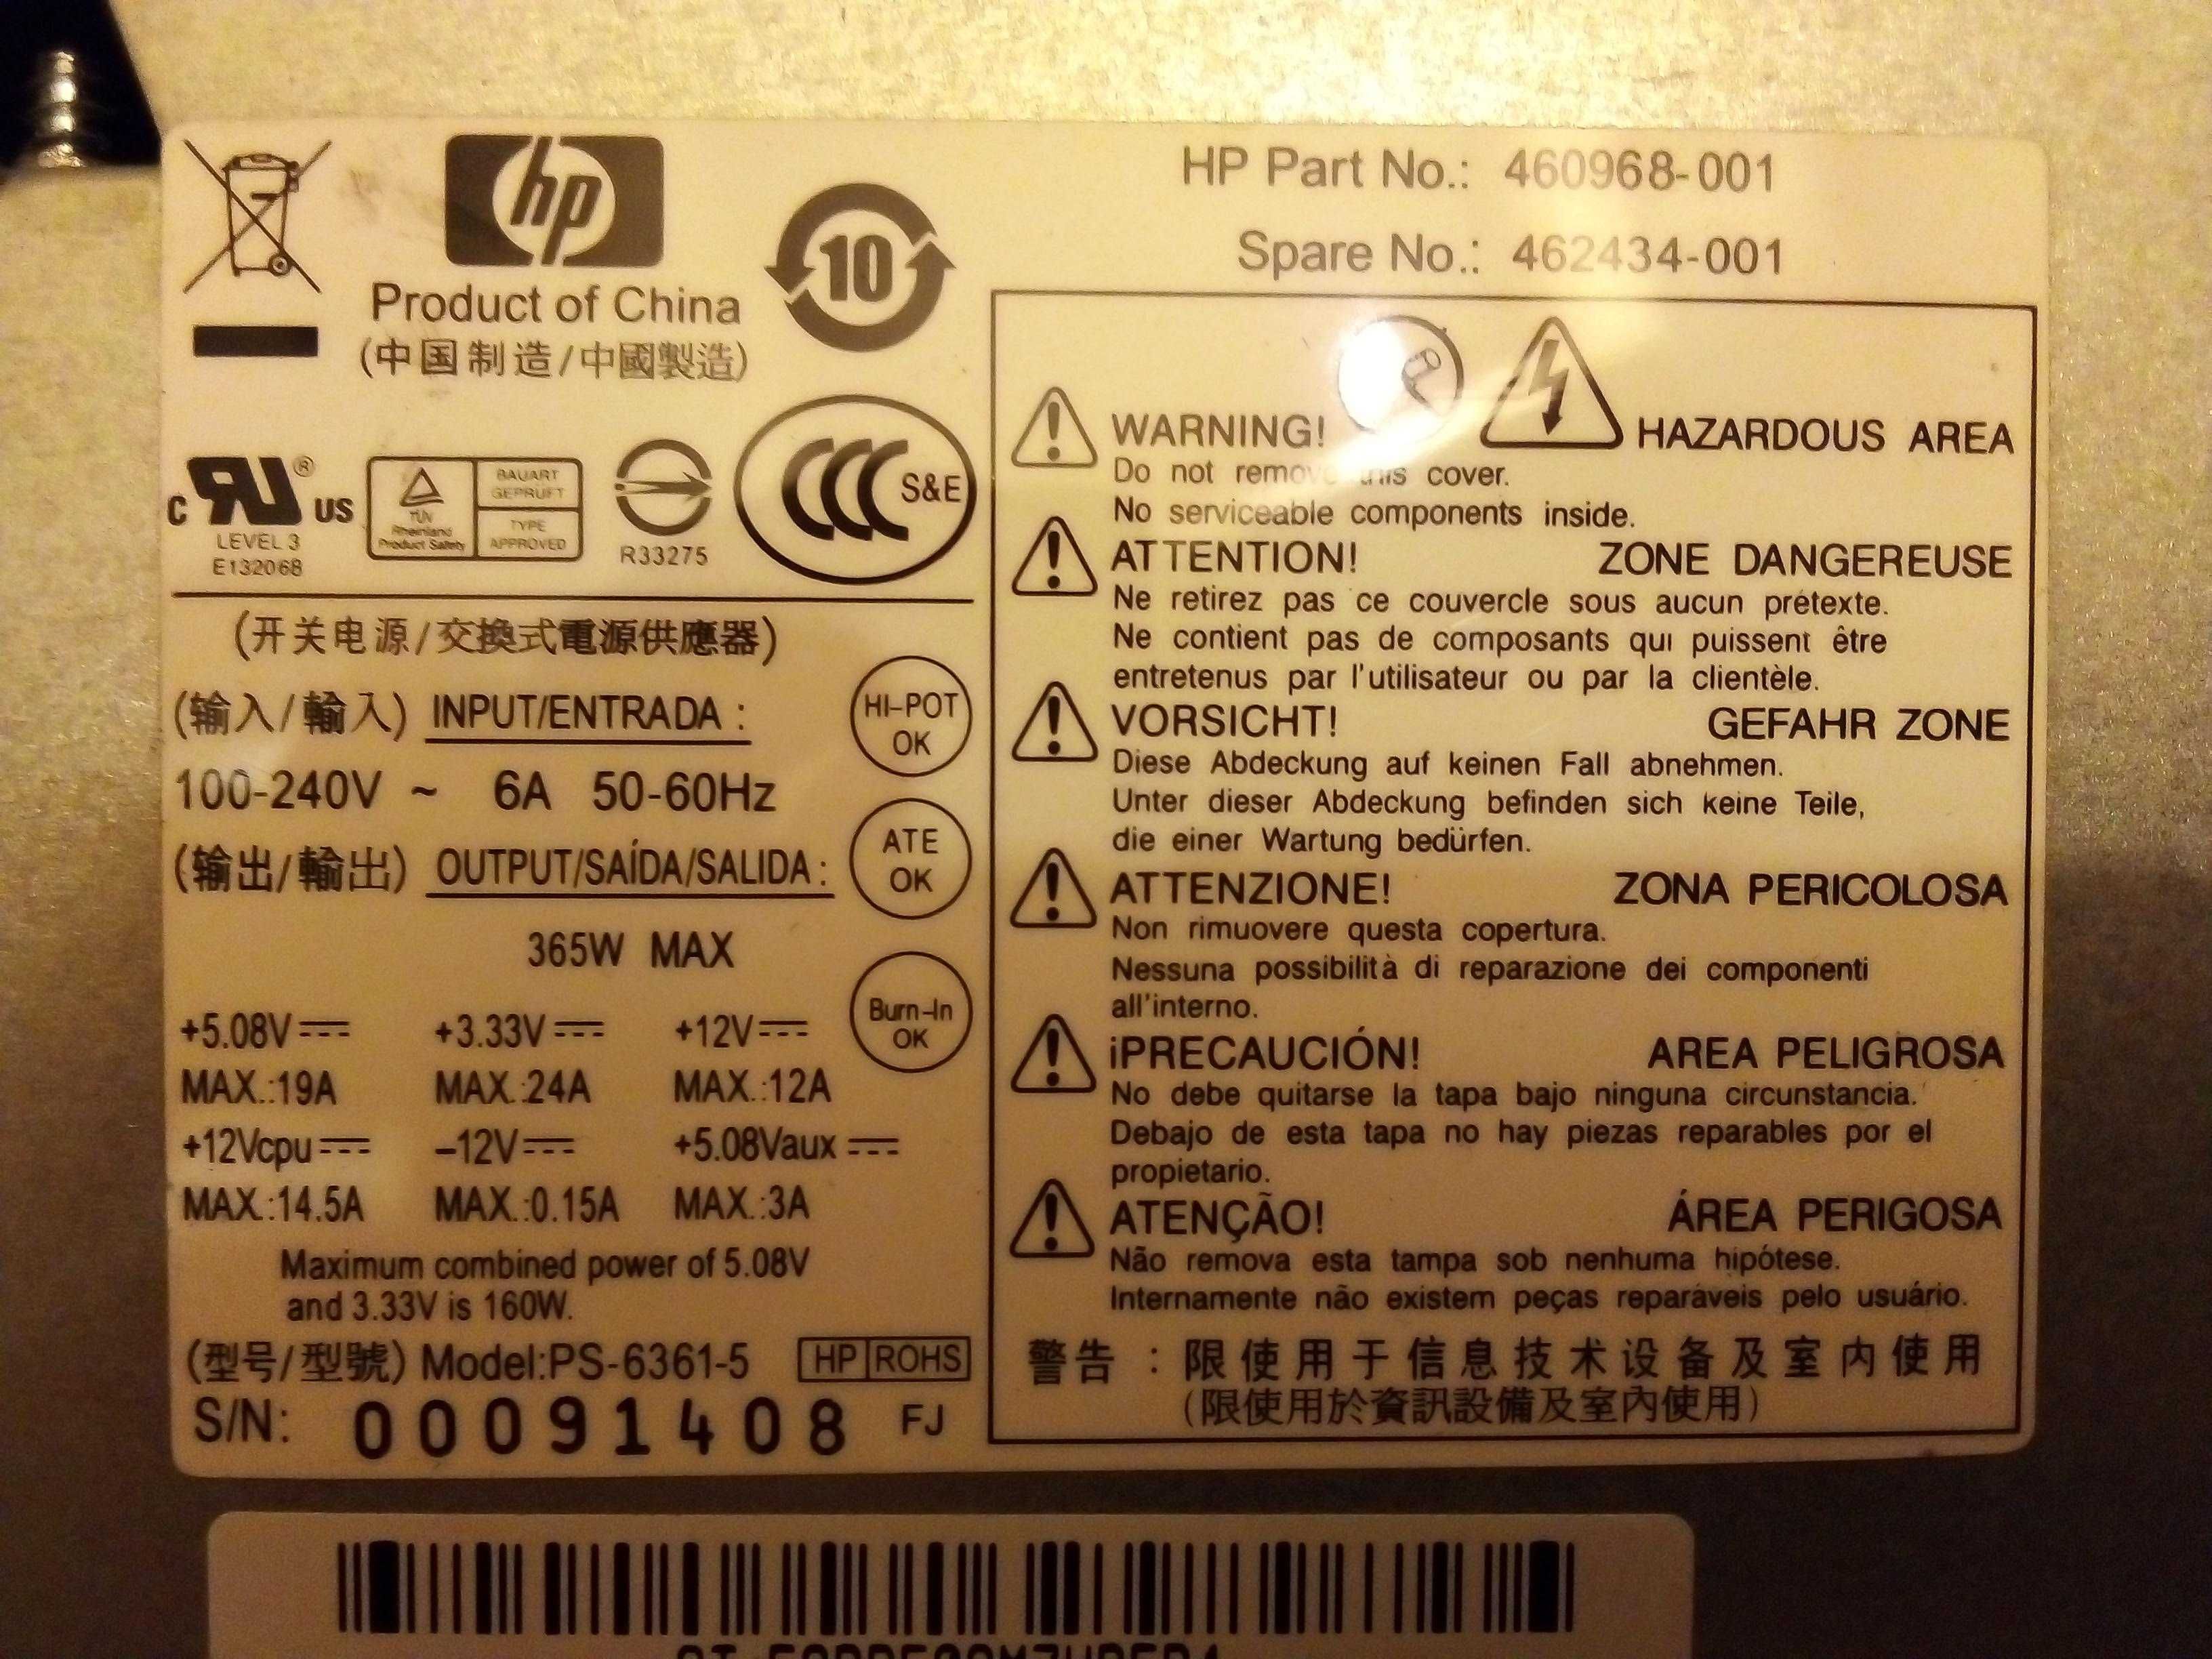 hp
10
Product of China
(中国制造/中國製造)
HP Part No.: 460968-001
Spare No.: 462434-001
C RU ® US
LEVEL 3
E132068
TÜV
Rheinland
Product Safety
BAUART
GEPRÜFT
TYPE
APPROVED
R33275
CCC S&E
(开关电源/交換式電源供應器)
(输入/輸入) INPUT/ENTRADA :
100-240V ~ 6A 50-60Hz
(输出/輸出) OUTPUT/SAÍDA/SALIDA :
365W MAX
HI-POT
OK
ATE
OK
Burn-In
OK
+5.08V +3.33V +12V
MAX.:19A MAX.:24A MAX.:12A
+12Vcpu -12V +5.08Vaux
MAX.:14.5A MAX.:0.15A MAX.:3A
Maximum combined power of 5.08V
and 3.33V is 160W.
(型号/型號) Model:PS-6361-5 HP ROHS
S/N: 00091408 FJ
WARNING! HAZARDOUS AREA
Do not remove this cover.
No serviceable components inside.
ATTENTION! ZONE DANGEREUSE
Ne retirez pas ce couvercle sous aucun prétexte.
Ne contient pas de composants qui puissent être
entretenus par l'utilisateur ou par la clientèle.
VORSICHT! GEFAHR ZONE
Diese Abdeckung auf keinen Fall abnehmen.
Unter dieser Abdeckung befinden sich keine Teile,
die einer Wartung bedürfen.
ATTENZIONE! ZONA PERICOLOSA
Non rimuovere questa copertura.
Nessuna possibilità di reparazione dei componenti
all'interno.
¡PRECAUCIÓN! AREA PELIGROSA
No debe quitarse la tapa bajo ninguna circunstancia.
Debajo de esta tapa no hay piezas reparables por el
propietario.
ATENÇÃO! ÁREA PERIGOSA
Não remova esta tampa sob nenhuma hipótese.
Internamente não existem peças reparáveis pelo usuário.
警告：限使用于信息技术设备及室内使用
(限使用於資訊設備及室內使用)